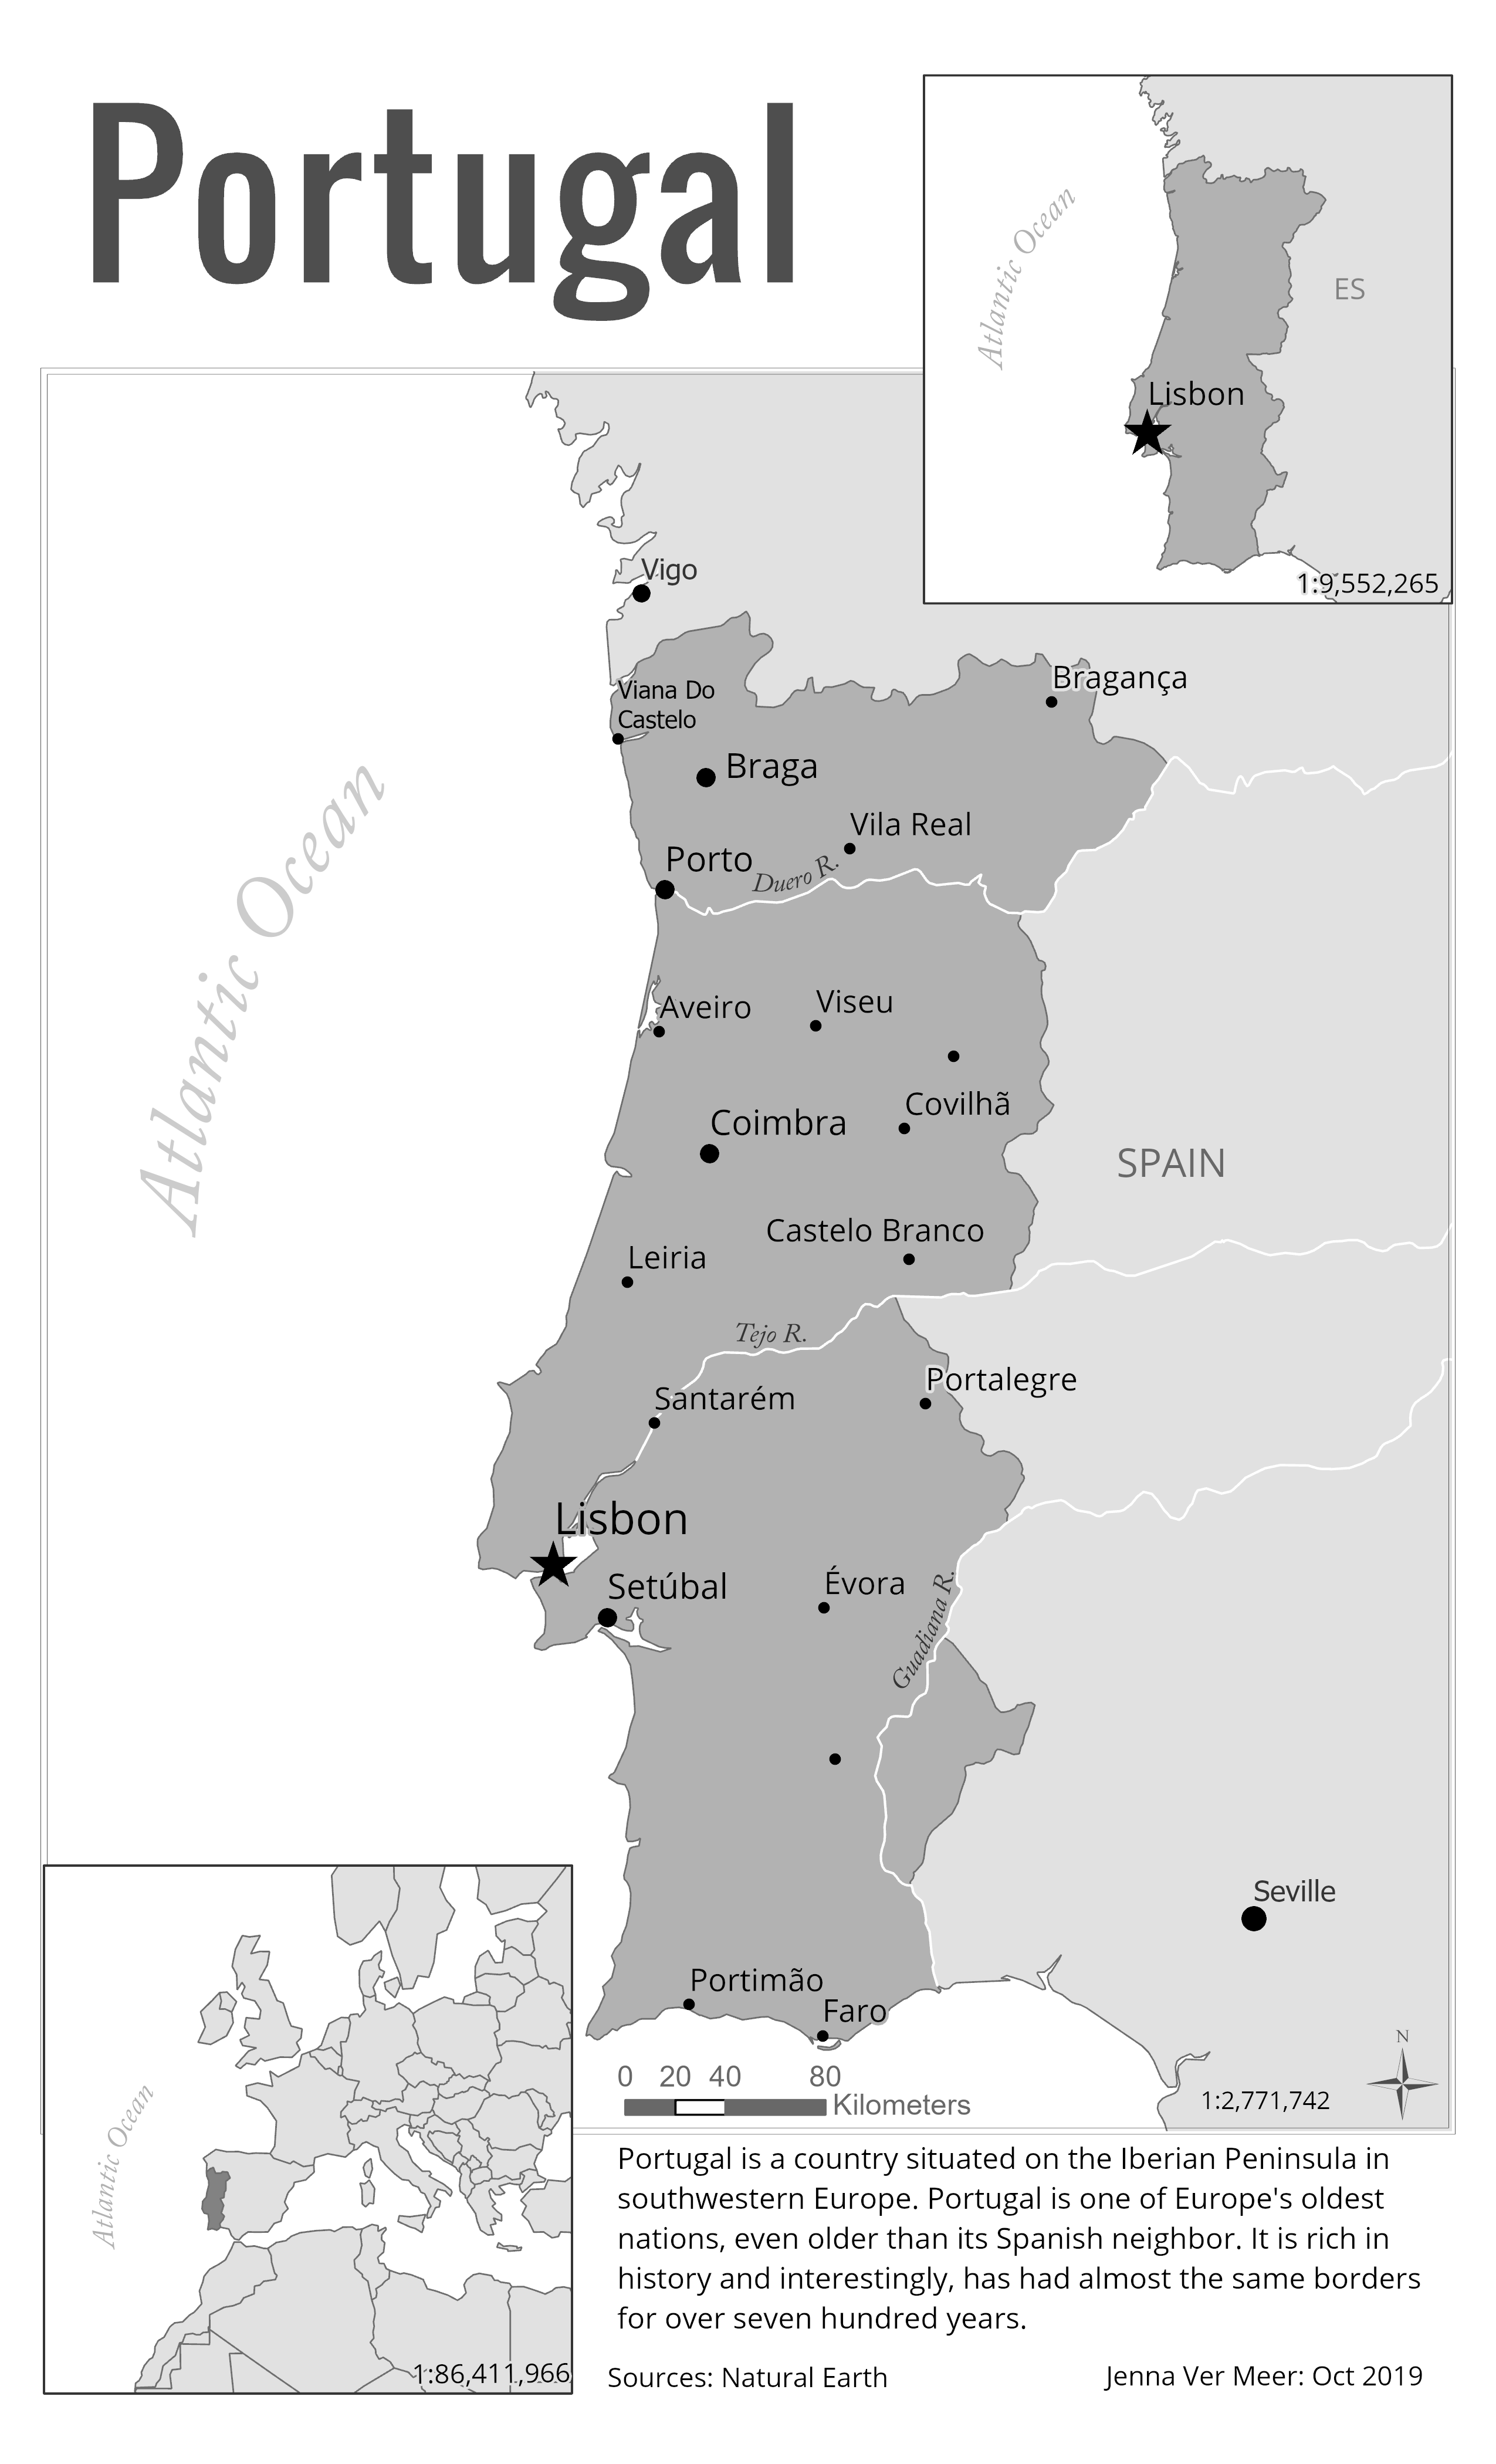 Portugal
Atlantic Ocean
ES
Lisbon
1:9,552,265
Vigo
Viana Do
Castelo
Bragança
Braga
Vila Real
Porto
Duero R.
Atlantic Ocean
Aveiro
Viseu
Covilhã
Coimbra
SPAIN
Castelo Branco
Leiria
Tejo R.
Portalegre
Santarém
Lisbon
Setúbal
Évora
Guadiana R.
Seville
Portimão
Faro
N
0 20 40 80
Kilometers
1:2,771,742
Atlantic Ocean
1:86,411,966
Portugal is a country situated on the Iberian Peninsula in
southwestern Europe. Portugal is one of Europe's oldest
nations, even older than its Spanish neighbor. It is rich in
history and interestingly, has had almost the same borders
for over seven hundred years.
Sources: Natural Earth
Jenna Ver Meer: Oct 2019